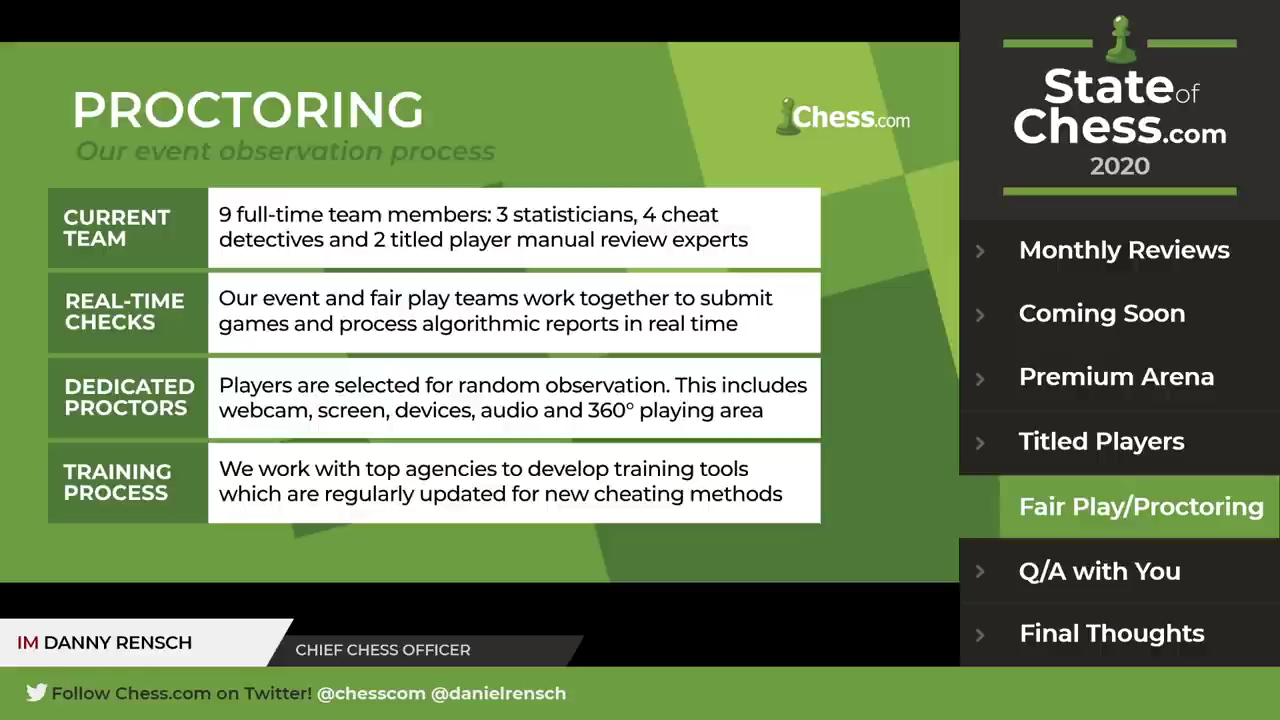 PROCTORING
Our event observation process
Chess.com
CURRENT
TEAM
9 full-time team members: 3 statisticians, 4 cheat
detectives and 2 titled player manual review experts
REAL-TIME
CHECKS
Our event and fair play teams work together to submit
games and process algorithmic reports in real time
DEDICATED
PROCTORS
Players are selected for random observation. This includes
webcam, screen, devices, audio and 360° playing area
TRAINING
PROCESS
We work with top agencies to develop training tools
which are regularly updated for new cheating methods
IM DANNY RENSCH
CHIEF CHESS OFFICER
Follow Chess.com on Twitter! @chesscom @danielrensch
State of
Chess.com
2020
Monthly Reviews
Coming Soon
Premium Arena
Titled Players
Fair Play/Proctoring
Q/A with You
Final Thoughts